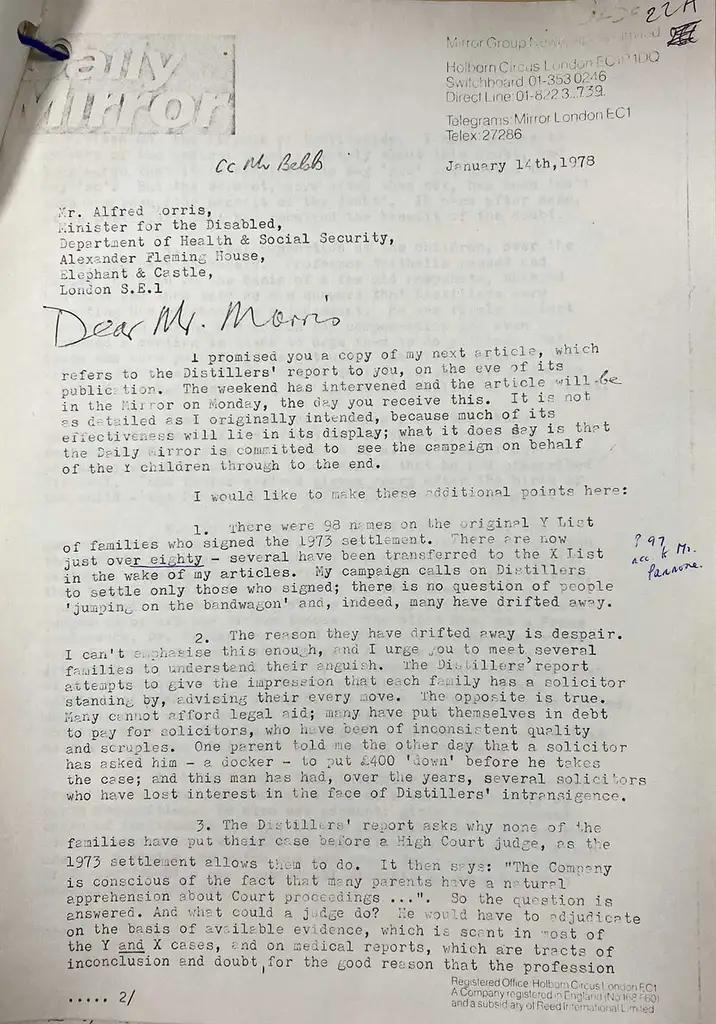 22A
Daily
Mirror
Mirror Group
Holborn Circus London EC1P 1DQ
Switchboard 01-353 0246
Direct Line: 01-822 3..739.
Telegrams: Mirror London EC1
Telex: 27286
cc Mr Bebb
January 14th, 1978
Mr. Alfred Morris,
Minister for the Disabled,
Department of Health & Social Security,
Alexander Fleming House,
Elephant & Castle,
London S.E.1
Dear Mr. Morris
I promised you a copy of my next article, which
refers to the Distillers' report to you, on the eve of its
publication. The weekend has intervened and the article will be
in the Mirror on Monday, the day you receive this. It is not
as detailed as I originally intended, because much of its
effectiveness will lie in its display; what it does say is that
the Daily Mirror is committed to see the campaign on behalf
of the Y children through to the end.
I would like to make these additional points here:
1. There were 98 names on the original Y List
of families who signed the 1973 settlement. There are now
just over eighty - several have been transferred to the X List
in the wake of my articles. My campaign calls on Distillers
to settle only those who signed; there is no question of people
'jumping on the bandwagon' and, indeed, many have drifted away.
? 97
acc. to Mr.
Pannone.
2. The reason they have drifted away is despair.
I can't emphasise this enough, and I urge you to meet several
families to understand their anguish. The Distillers' report
attempts to give the impression that each family has a solicitor
standing by, advising their every move. The opposite is true.
Many cannot afford legal aid; many have put themselves in debt
to pay for solicitors, who have been of inconsistent quality
and scruples. One parent told me the other day that a solicitor
has asked him - a docker - to put £400 'down' before he takes
the case; and this man has had, over the years, several solicitors
who have lost interest in the face of Distillers' intransigence.
3. The Distillers' report asks why none of the
families have put their case before a High Court judge, as the
1973 settlement allows them to do. It then says: "The Company
is conscious of the fact that many parents have a natural
apprehension about Court proceedings ...". So the question is
answered. And what could a judge do? He would have to adjudicate
on the basis of available evidence, which is scant in most of
the Y and X cases, and on medical reports, which are tracts of
inconclusion and doubt, for the good reason that the profession
..... 2/
Registered Office: Holborn Circus London EC1
A Company registered in England (No 168660)
and a subsidiary of Reed International Limited